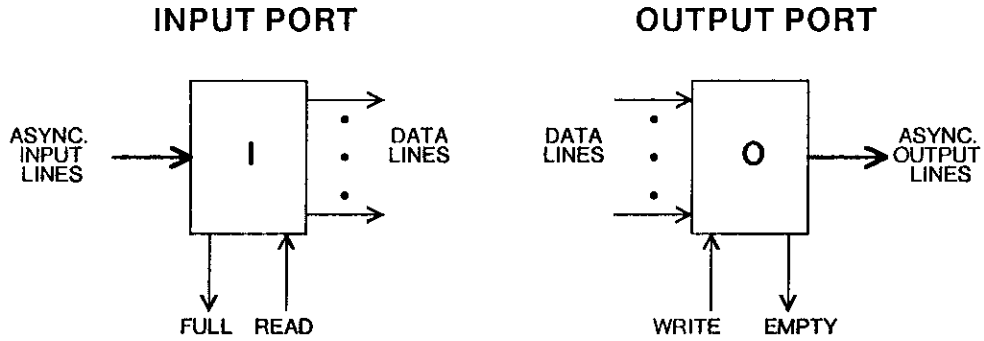 INPUT PORT
OUTPUT PORT
ASYNC.
INPUT
LINES
I
DATA
LINES
DATA
LINES
O
ASYNC.
OUTPUT
LINES
FULL
READ
WRITE
EMPTY